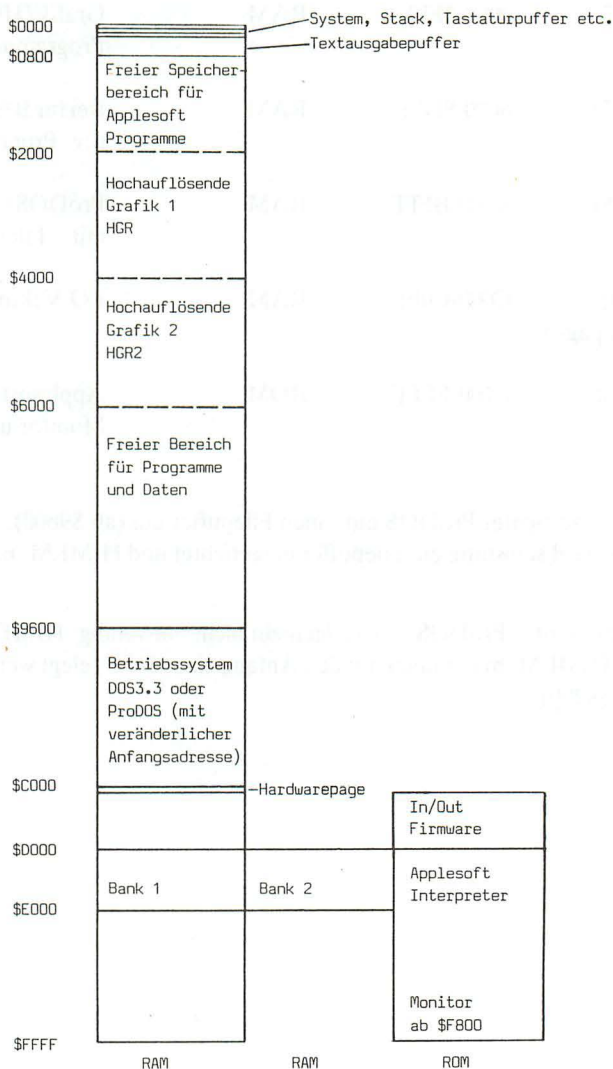 $0000
System, Stack, Tastaturpuffer etc.
Textausgabepuffer
$0800
Freier Speicher-
bereich für
Applesoft
Programme
$2000
Hochauflösende
Grafik 1
HGR
$4000
Hochauflösende
Grafik 2
HGR2
$6000
Freier Bereich
für Programme
und Daten
$9600
Betriebssystem
DOS3.3 oder
ProDOS (mit
veränderlicher
Anfangsadresse)
$C000
Hardwarepage
In/Out
Firmware
$D000
Applesoft
Interpreter
Bank 1
Bank 2
$E000
Monitor
ab $F800
$FFFF
RAM
RAM
ROM